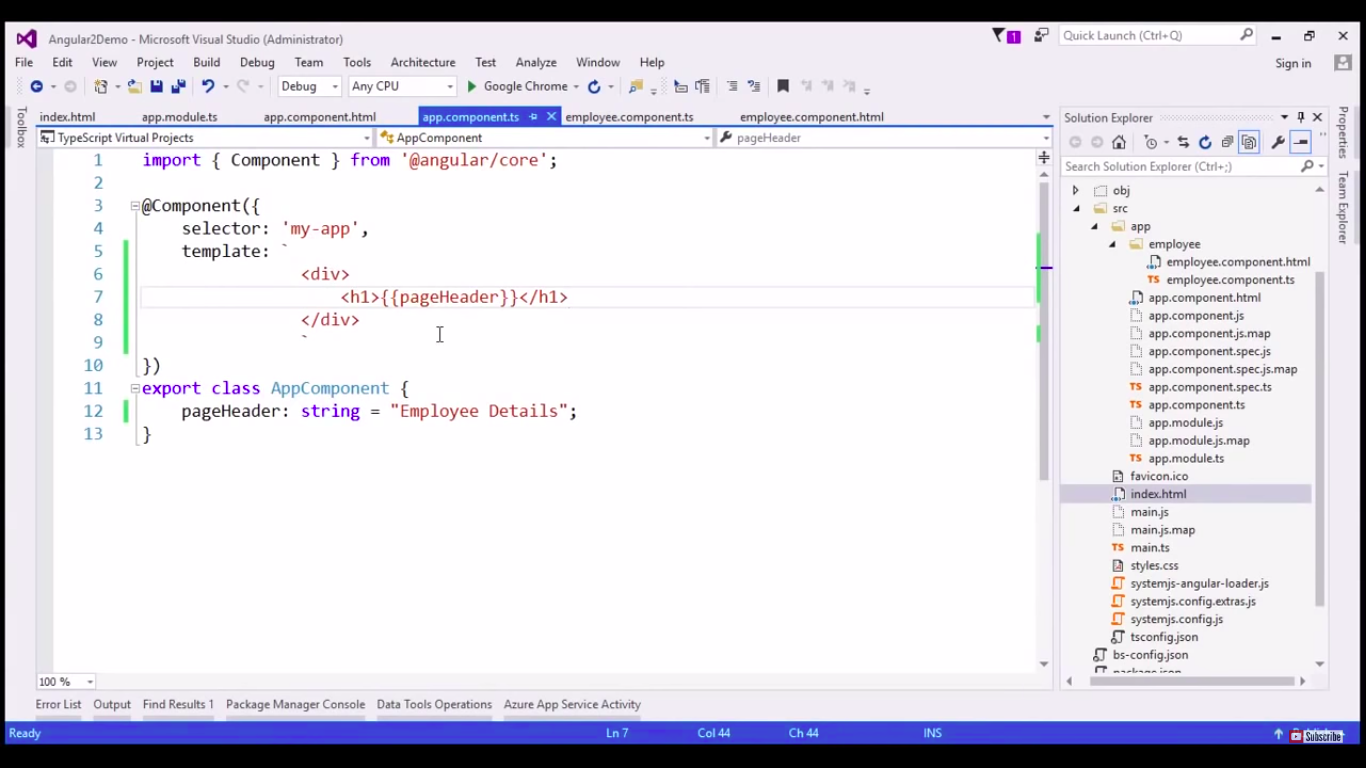 Angular2Demo - Microsoft Visual Studio (Administrator)
1
Quick Launch (Ctrl+Q)
File Edit View Project Build Debug Team Tools Architecture Test Analyze Window Help
Sign in
Debug Any CPU Google Chrome
Toolbox
index.html app.module.ts app.component.html app.component.ts employee.component.ts employee.component.html
TypeScript Virtual Projects AppComponent pageHeader
1 import { Component } from '@angular/core';
2
3 @Component({
4 selector: 'my-app',
5 template: `
6 <div>
7 <h1>{{pageHeader}}</h1>
8 </div>
9 `
10 })
11 export class AppComponent {
12 pageHeader: string = "Employee Details";
13 }
100 %
Solution Explorer
Search Solution Explorer (Ctrl+;)
obj
src
app
employee
employee.component.html
TS employee.component.ts
app.component.html
app.component.js
app.component.js.map
app.component.spec.js
app.component.spec.js.map
TS app.component.spec.ts
TS app.component.ts
app.module.js
app.module.js.map
TS app.module.ts
favicon.ico
index.html
main.js
main.js.map
TS main.ts
styles.css
systemjs-angular-loader.js
systemjs.config.extras.js
systemjs.config.js
tsconfig.json
bs-config.json
package.json
Properties
Team Explorer
Error List Output Find Results 1 Package Manager Console Data Tools Operations Azure App Service Activity
Ready Ln 7 Col 44 Ch 44 INS
Subscribe